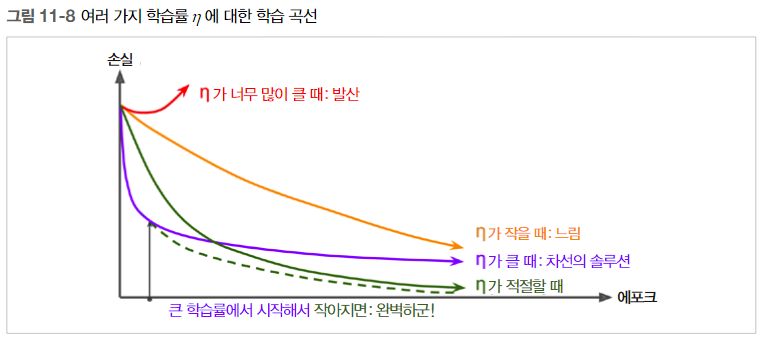 그림 11-8 여러 가지 학습률 η 에 대한 학습 곡선
손실
η가 너무 많이 클 때: 발산
η가 작을 때: 느림
η가 클 때: 차선의 솔루션
η가 적절할 때
에포크
큰 학습률에서 시작해서 작아지면: 완벽하군!